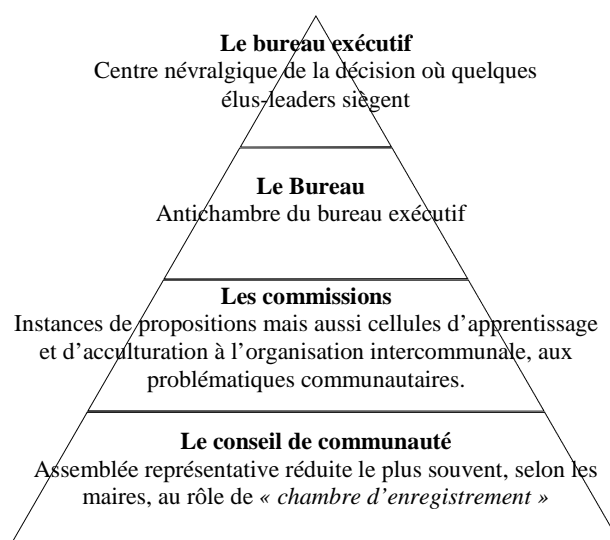 Le bureau exécutif
Centre névralgique de la décision où quelques
élus-leaders siègent
Le Bureau
Antichambre du bureau exécutif
Les commissions
Instances de propositions mais aussi cellules d’apprentissage
et d’acculturation à l’organisation intercommunale, aux
problématiques communautaires.
Le conseil de communauté
Assemblée représentative réduite le plus souvent, selon les
maires, au rôle de « chambre d’enregistrement »